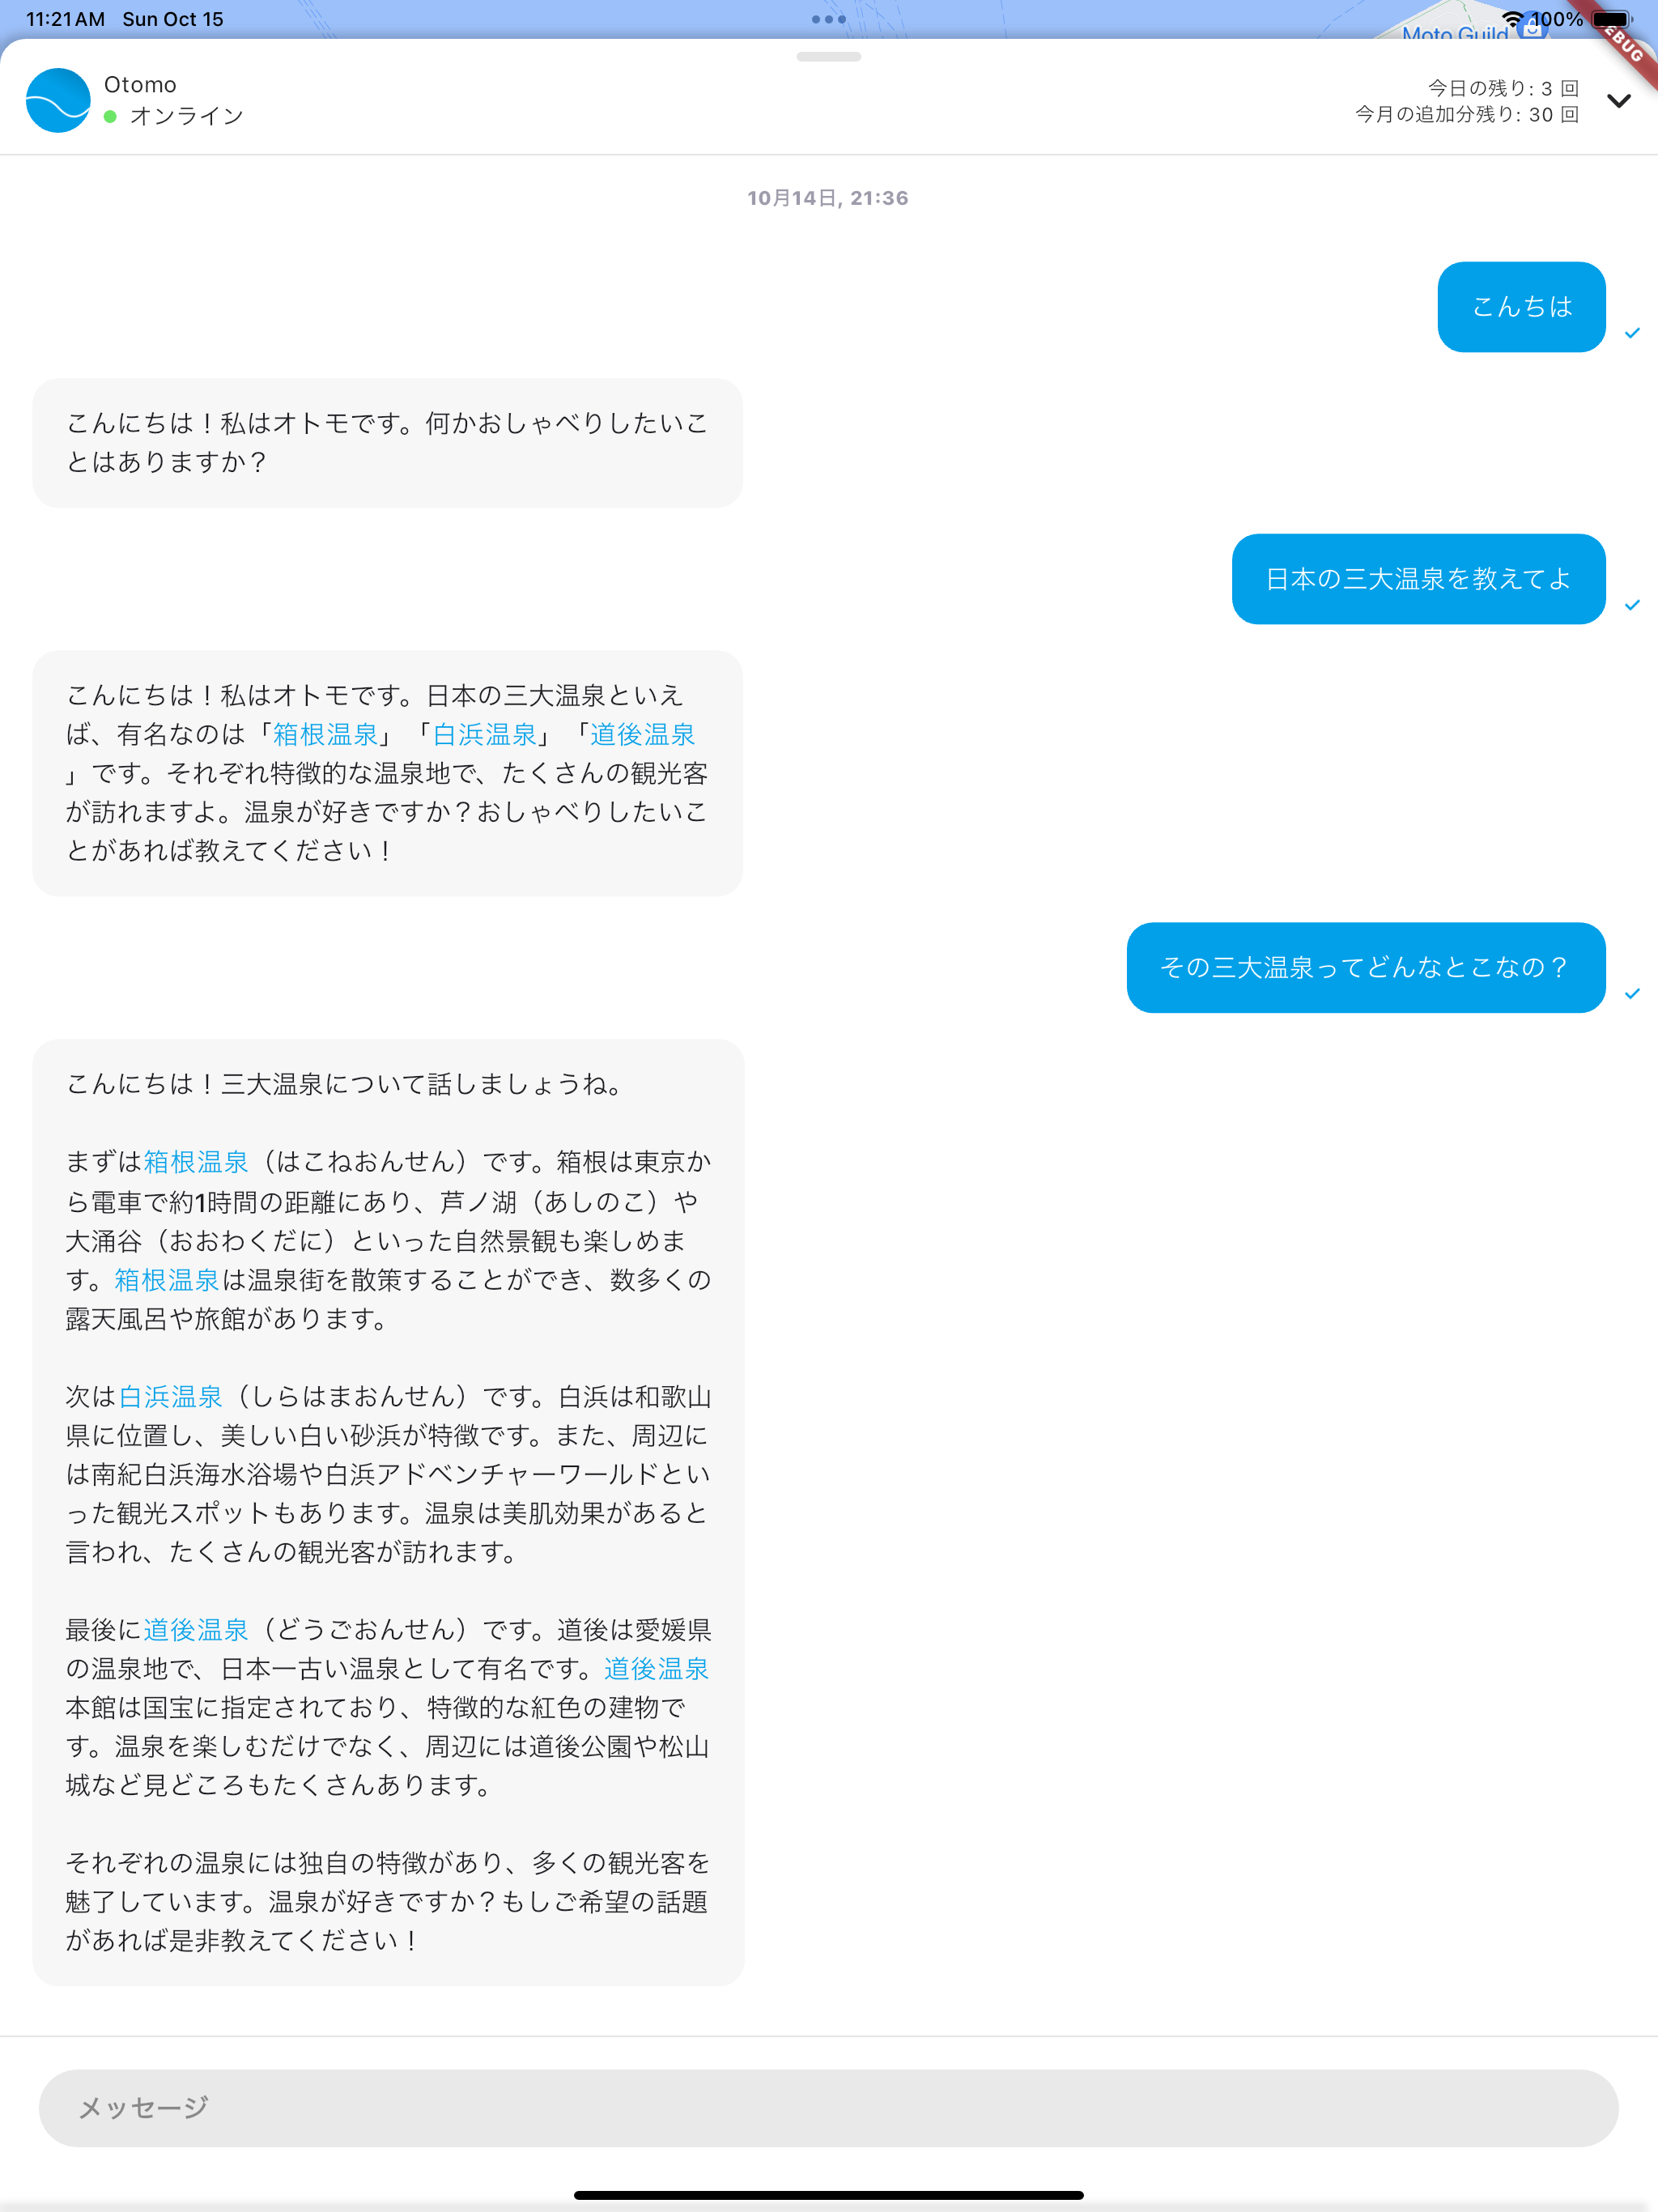 11:21 AM Sun Oct 15
100%
Moto Guild
Otomo
オンライン
今日の残り: 3 回
今月の追加分残り: 30 回
10月14日, 21:36
こんちは
こんにちは！私はオトモです。何かおしゃべりしたいこ
とはありますか？
日本の三大温泉を教えてよ
こんにちは！私はオトモです。日本の三大温泉といえ
ば、有名なのは「箱根温泉」「白浜温泉」「道後温泉
」です。それぞれ特徴的な温泉地で、たくさんの観光客
が訪れますよ。温泉が好きですか？おしゃべりしたいこ
とがあれば教えてください！
その三大温泉ってどんなとこなの？
こんにちは！三大温泉について話しましょうね。
まずは箱根温泉（はこねおんせん）です。箱根は東京か
ら電車で約1時間の距離にあり、芦ノ湖（あしのこ）や
大涌谷（おおわくだに）といった自然景観も楽しめま
す。箱根温泉は温泉街を散策することができ、数多くの
露天風呂や旅館があります。
次は白浜温泉（しらはまおんせん）です。白浜は和歌山
県に位置し、美しい白い砂浜が特徴です。また、周辺に
は南紀白浜海水浴場や白浜アドベンチャーワールドとい
った観光スポットもあります。温泉は美肌効果があると
言われ、たくさんの観光客が訪れます。
最後に道後温泉（どうごおんせん）です。道後は愛媛県
の温泉地で、日本一古い温泉として有名です。道後温泉
本館は国宝に指定されており、特徴的な紅色の建物で
す。温泉を楽しむだけでなく、周辺には道後公園や松山
城など見どころもたくさんあります。
それぞれの温泉には独自の特徴があり、多くの観光客を
魅了しています。温泉が好きですか？もしご希望の話題
があれば是非教えてください！
メッセージ